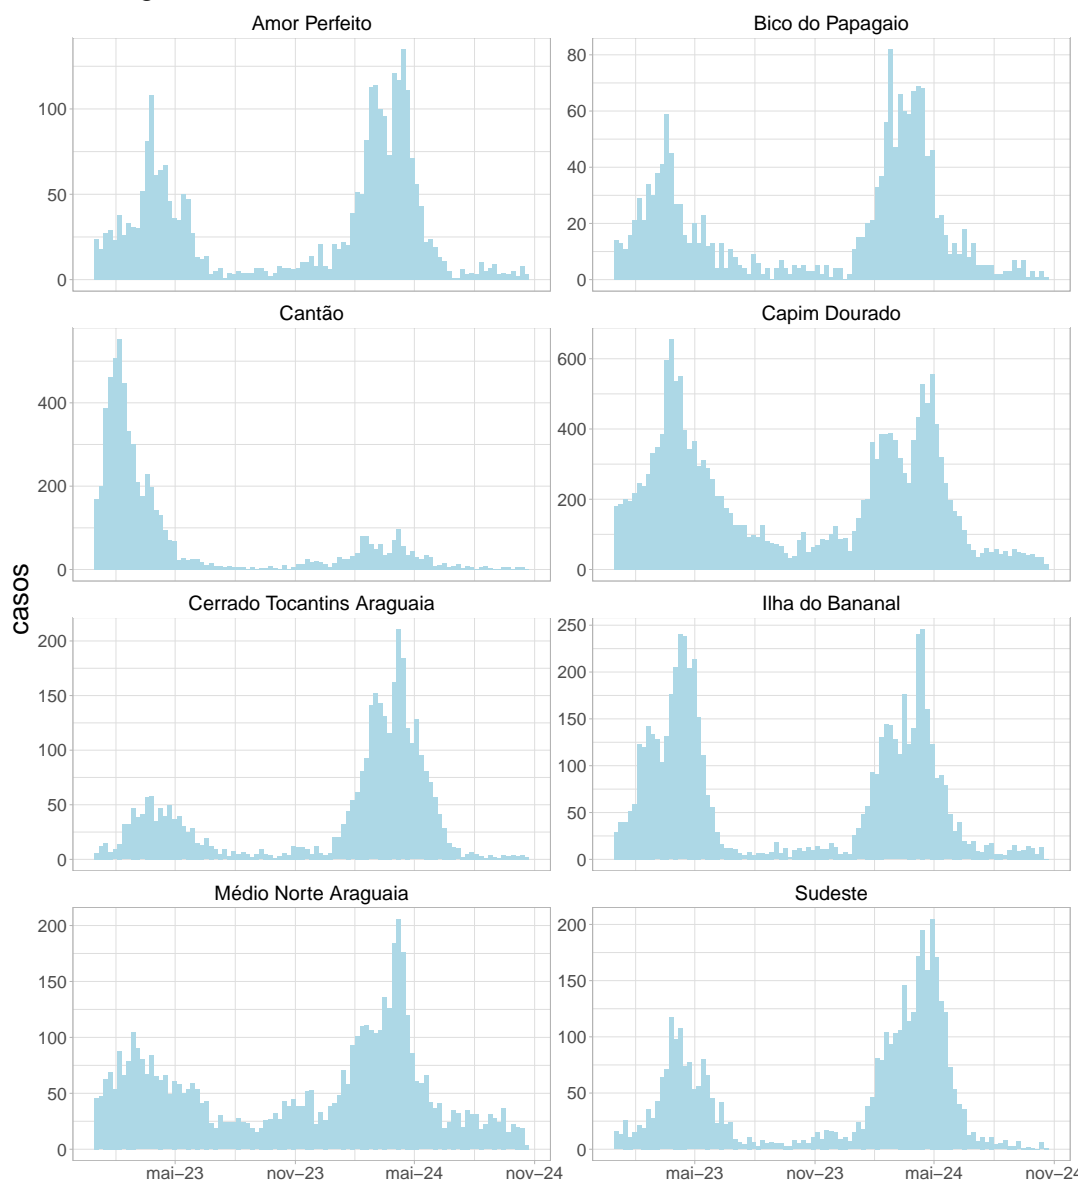 Amor Perfeito
Bico do Papagaio
100
50
0
80
60
40
20
0
Cantão
Capim Dourado
400
200
0
600
400
200
0
casos
Cerrado Tocantins Araguaia
Ilha do Bananal
200
150
100
50
0
250
200
150
100
50
0
Médio Norte Araguaia
Sudeste
200
150
100
50
0
200
150
100
50
0
mai–23
nov–23
mai–24
nov–24
mai–23
nov–23
mai–24
nov–24